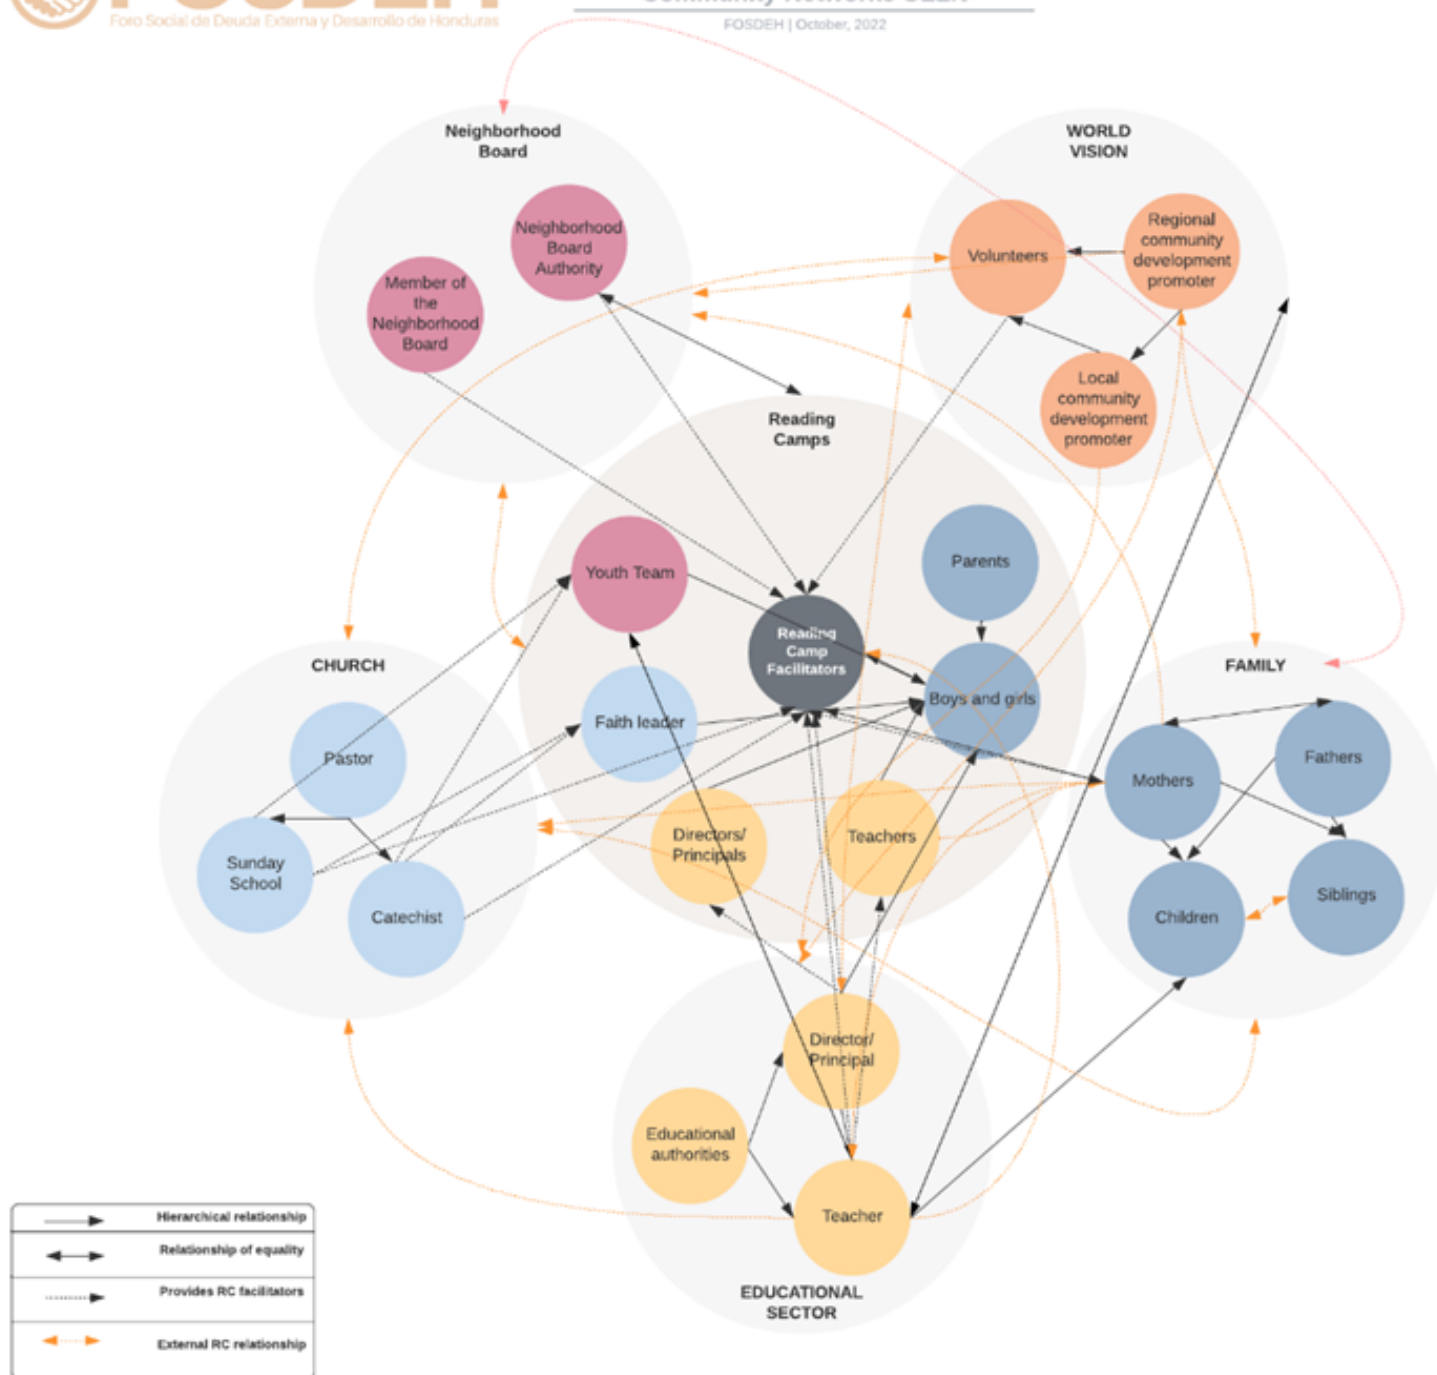 FOSDEH
Foro Social de Deuda Externa y Desarrollo de Honduras
Community Networks
FOSDEH | October, 2022
Neighborhood
Board
Neighborhood
Board
Authority
Member of
the
Neighborhood
Board
WORLD
VISION
Volunteers
Regional
community
development
promoter
Local
community
development
promoter
Reading
Camps
Youth Team
Parents
Reading
Camp
Facilitators
Boys and girls
Faith leader
Directors/
Principals
Teachers
CHURCH
Pastor
Sunday
School
Catechist
FAMILY
Mothers
Fathers
Children
Siblings
Director/
Principal
Educational
authorities
Teacher
EDUCATIONAL
SECTOR
Hierarchical relationship
Relationship of equality
Provides RC facilitators
External RC relationship